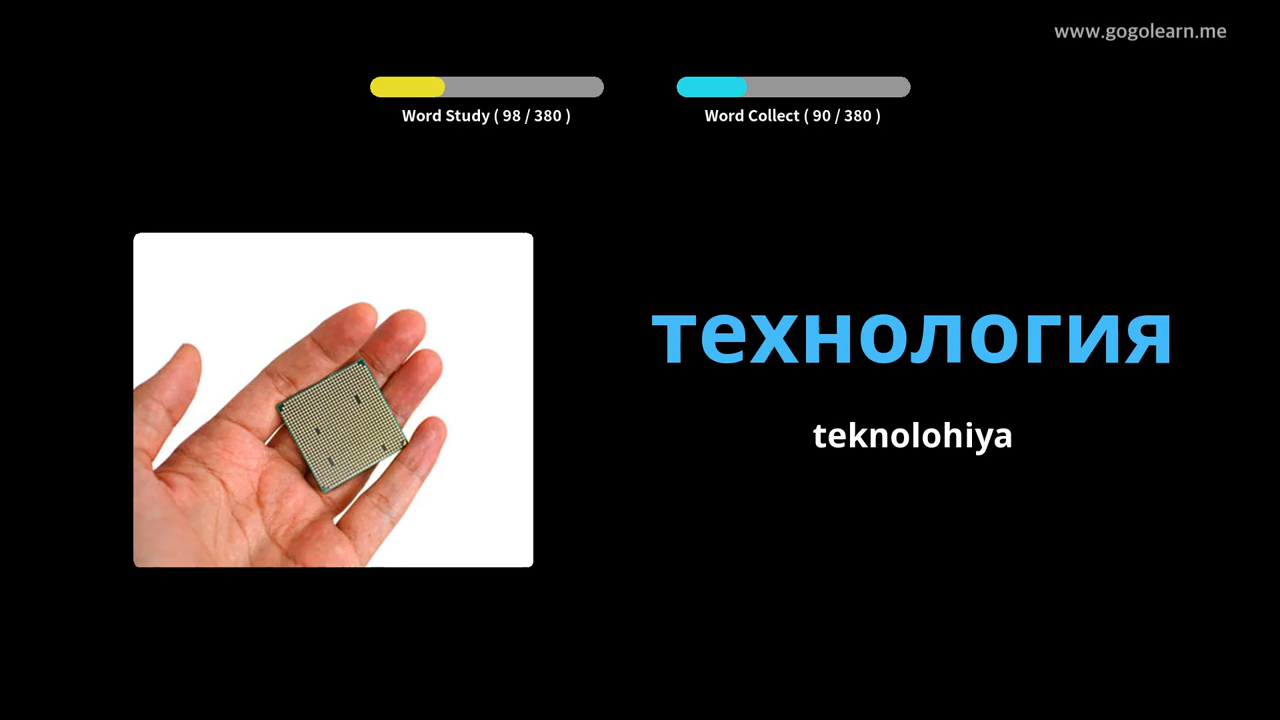 www.gogolearn.me
Word Study ( 98 / 380 )
Word Collect ( 90 / 380 )
технология
teknolohiya